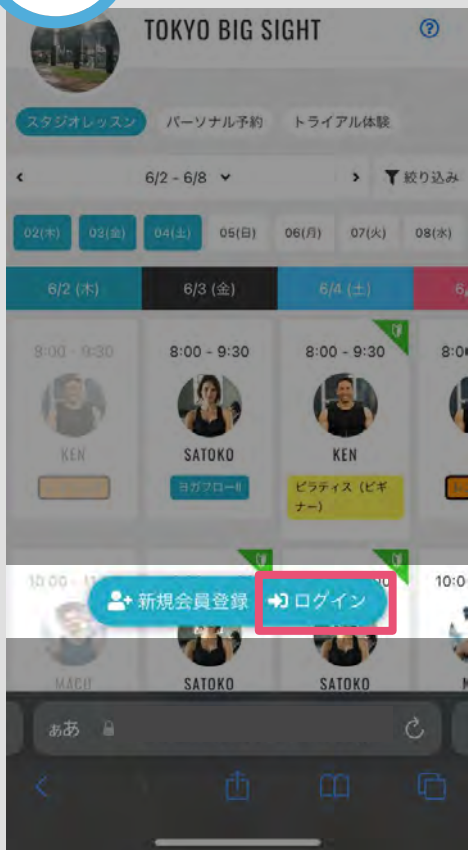 TOKYO BIG SIGHT
スタジオレッスン パーソナル予約 トライアル体験
6/2 - 6/8 絞り込み
02(木) 03(金) 04(土) 05(日) 06(月) 07(火) 08(水)
6/2 (木) 6/3 (金) 6/4 (土)
8:00 - 9:30 8:00 - 9:30 8:00 - 9:30
KEN SATOKO KEN
ヨガフローII ピラティス (ビギ
ナー)
新規会員登録 ログイン
SATOKO SATOKO
ぁあ